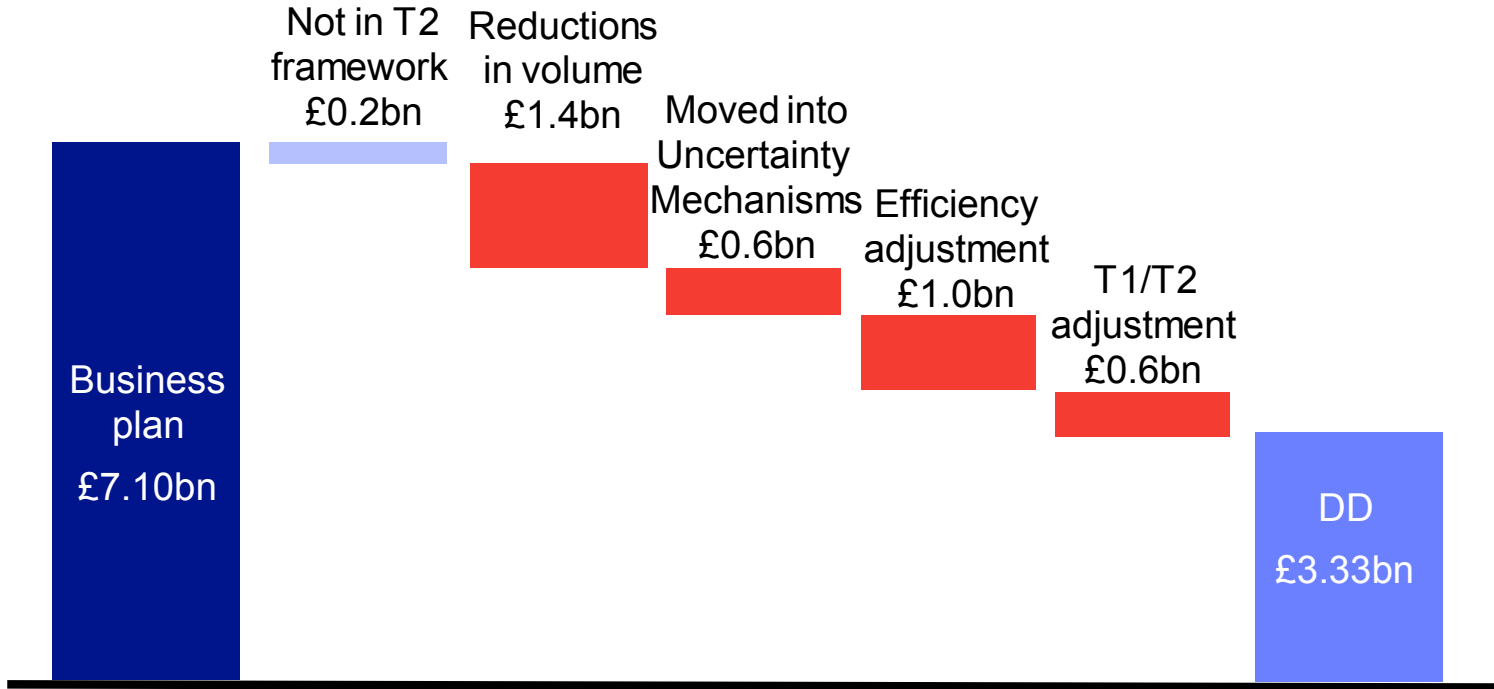 Not in T2
framework
£0.2bn
Reductions
in volume
£1.4bn
Moved into
Uncertainty
Mechanisms
£0.6bn
Efficiency
adjustment
£1.0bn
T1/T2
adjustment
£0.6bn
Business
plan
£7.10bn
DD
£3.33bn